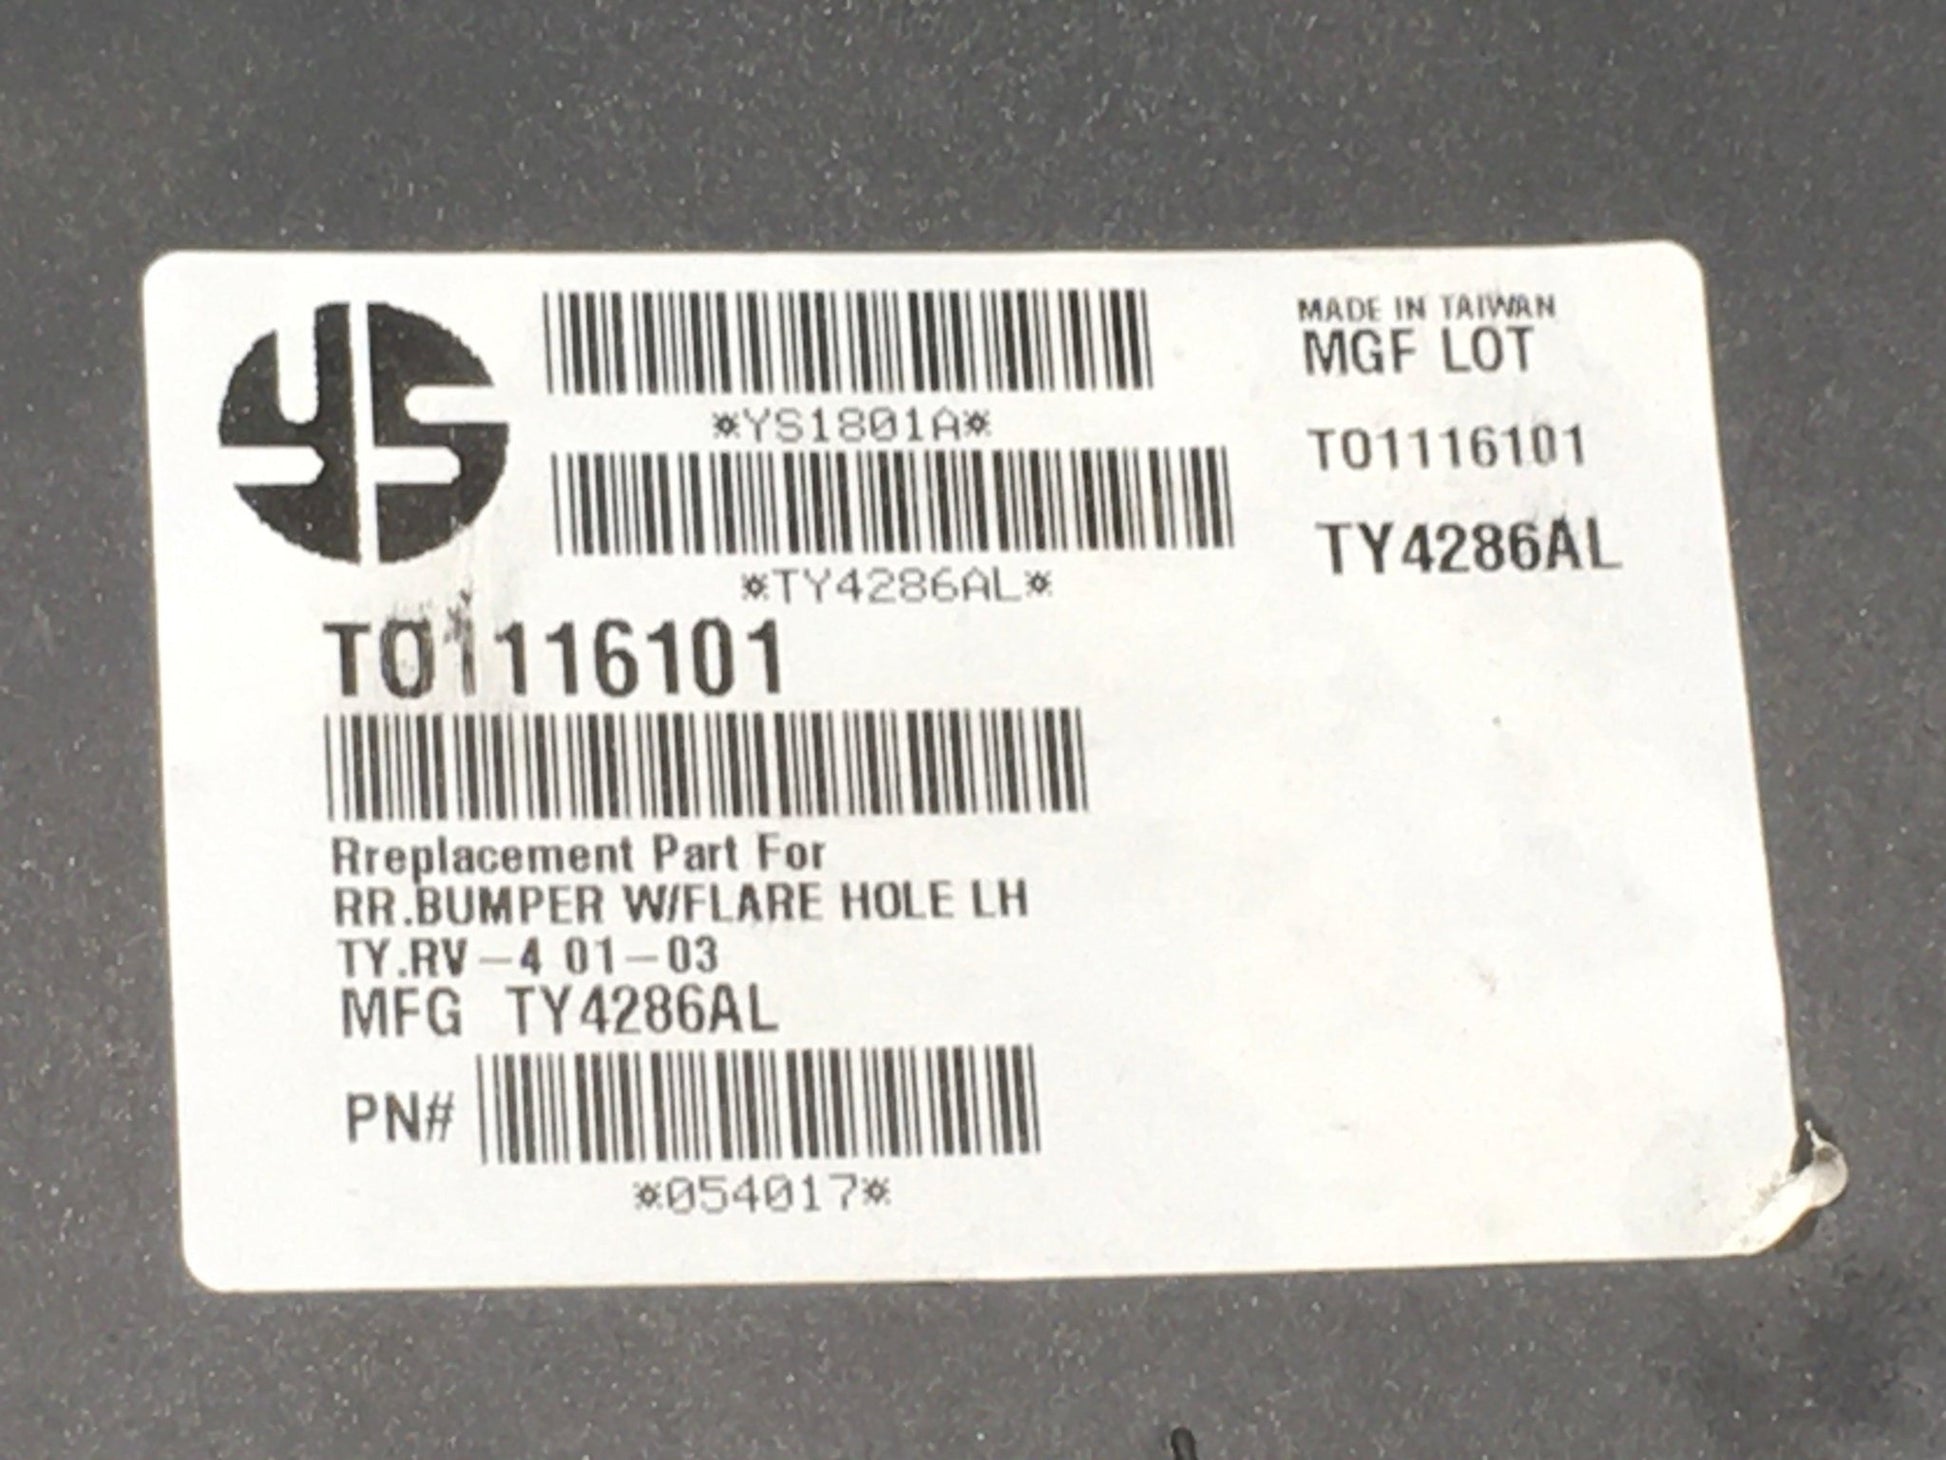 YS
*YS1801A*
*TY4286AL*
MADE IN TAIWAN
MGF LOT
TO1116101
TY4286AL
TO1116101
Rreplacement Part For
RR.BUMPER W/FLARE HOLE LH
TY.RV-4 01-03
MFG TY4286AL
PN#
*054017*